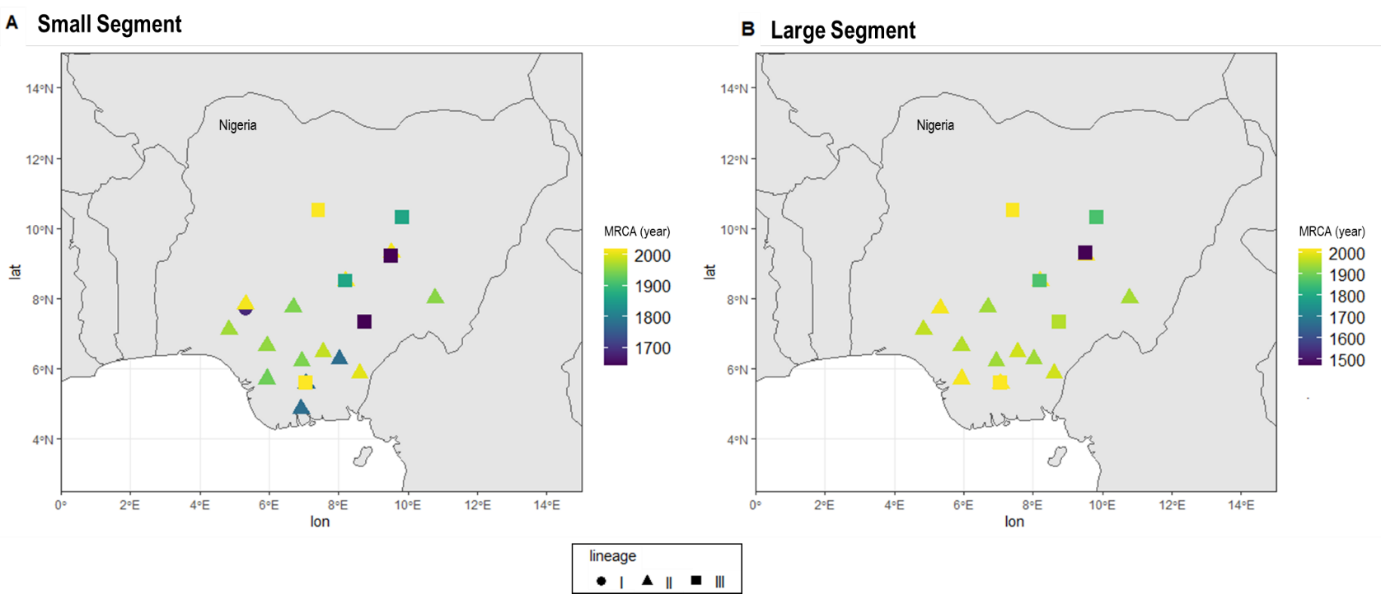 A Small Segment
B Large Segment
14°N
12°N
10°N
8°N
6°N
4°N
lat
Nigeria
0°
2°E
4°E
6°E
8°E
10°E
12°E
14°E
lon
MRCA (year)
2000
1900
1800
1700
14°N
12°N
10°N
8°N
6°N
4°N
lat
Nigeria
0°
2°E
4°E
6°E
8°E
10°E
12°E
14°E
lon
MRCA (year)
2000
1900
1800
1700
1600
1500
lineage
I II III